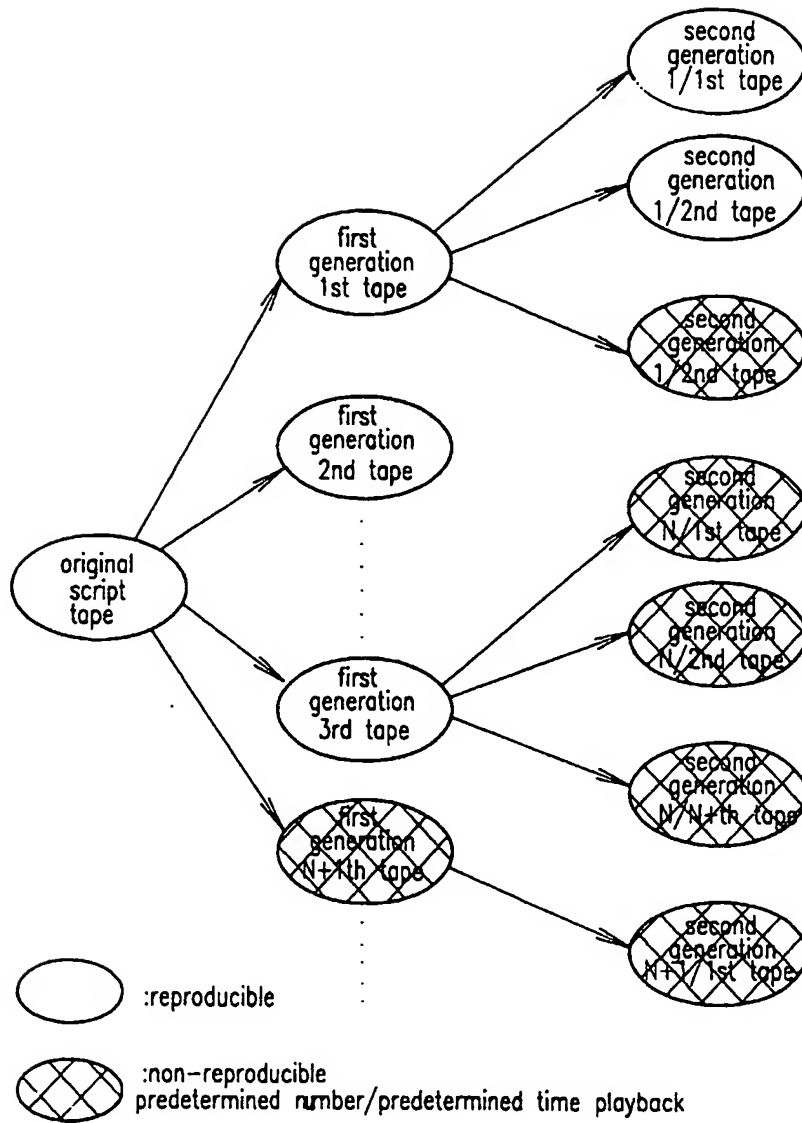 second
generation
1/1st tape
second
generation
1/2nd tape
first
generation
1st tape
second
generation
1/2nd tape
first
generation
2nd tape
second
generation
N/1st tape
original
script
tape
second
generation
N/2nd tape
first
generation
3rd tape
second
generation
N/N+th tape
first
generation
N+1th tape
second
generation
N+1/1st tape
:reproducible
:non-reproducible
predetermined number/predetermined time playback